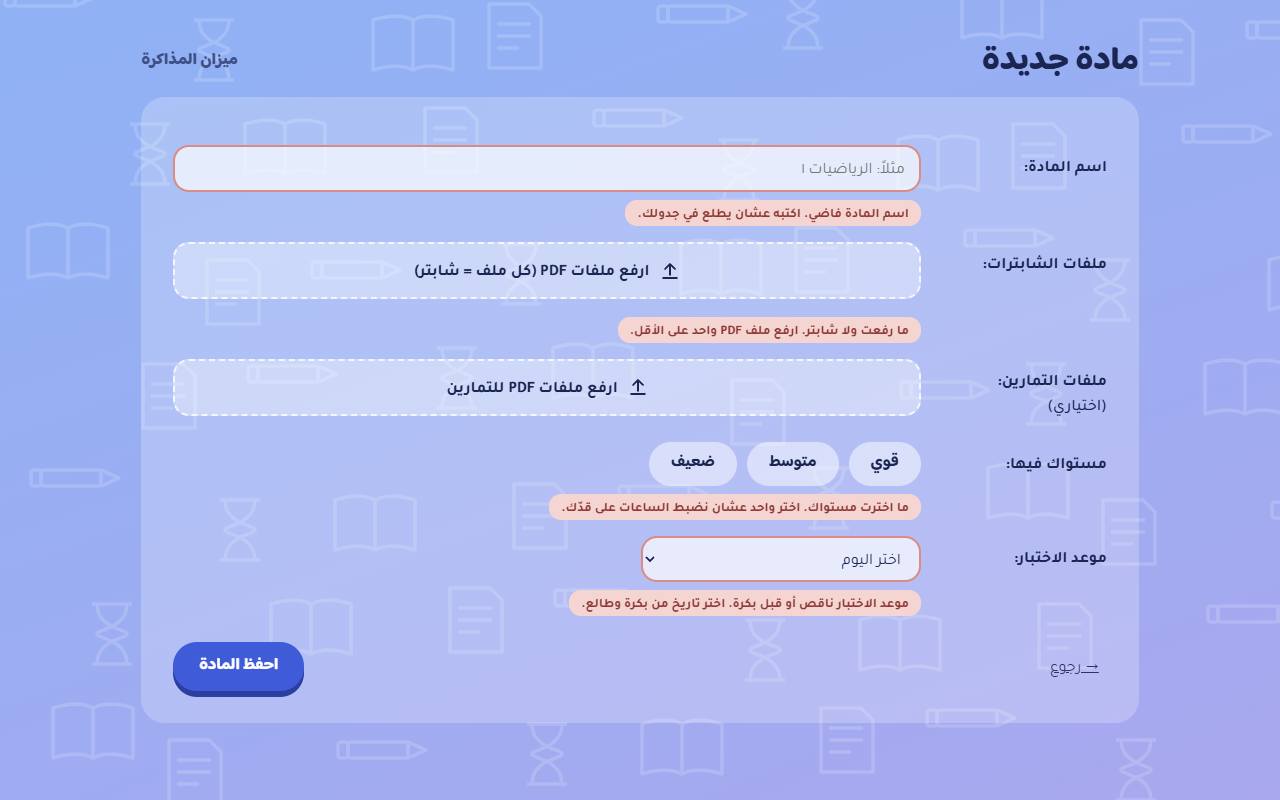 مادة جديدة
ميزان المذاكرة
اسم المادة:
مثلاً: الرياضيات ١
اسم المادة فاضي. اكتبه عشان يطلع في جدولك.
ملفات الشابترات:
ارفع ملفات PDF (كل ملف = شابتر)
ما رفعت ولا شابتر. ارفع ملف PDF واحد على الأقل.
ملفات التمارين:
(اختياري)
ارفع ملفات PDF للتمارين
مستواك فيها:
قوي
متوسط
ضعيف
ما اخترت مستواك. اختر واحد عشان نضبط الساعات على قدّك.
موعد الاختبار:
اختر اليوم
موعد الاختبار ناقص أو قبل بكرة. اختر تاريخ من بكرة وطالع.
→ رجوع
احفظ المادة